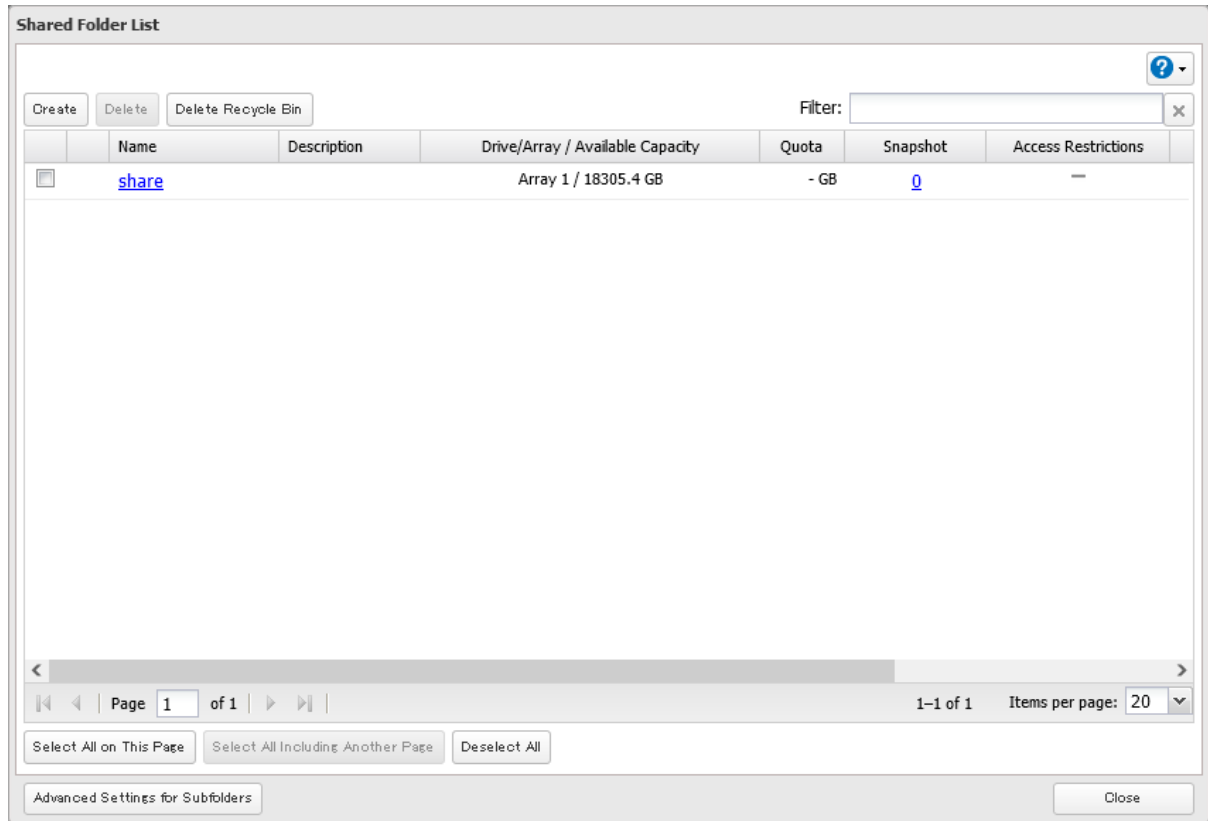 Shared Folder List
?
Create Delete Delete Recycle Bin Filter:
Name Description Drive/Array / Available Capacity Quota Snapshot Access Restrictions
share Array 1 / 18305.4 GB - GB 0 —
Page 1 of 1 1–1 of 1 Items per page: 20
Select All on This Page Select All Including Another Page Deselect All
Advanced Settings for Subfolders Close